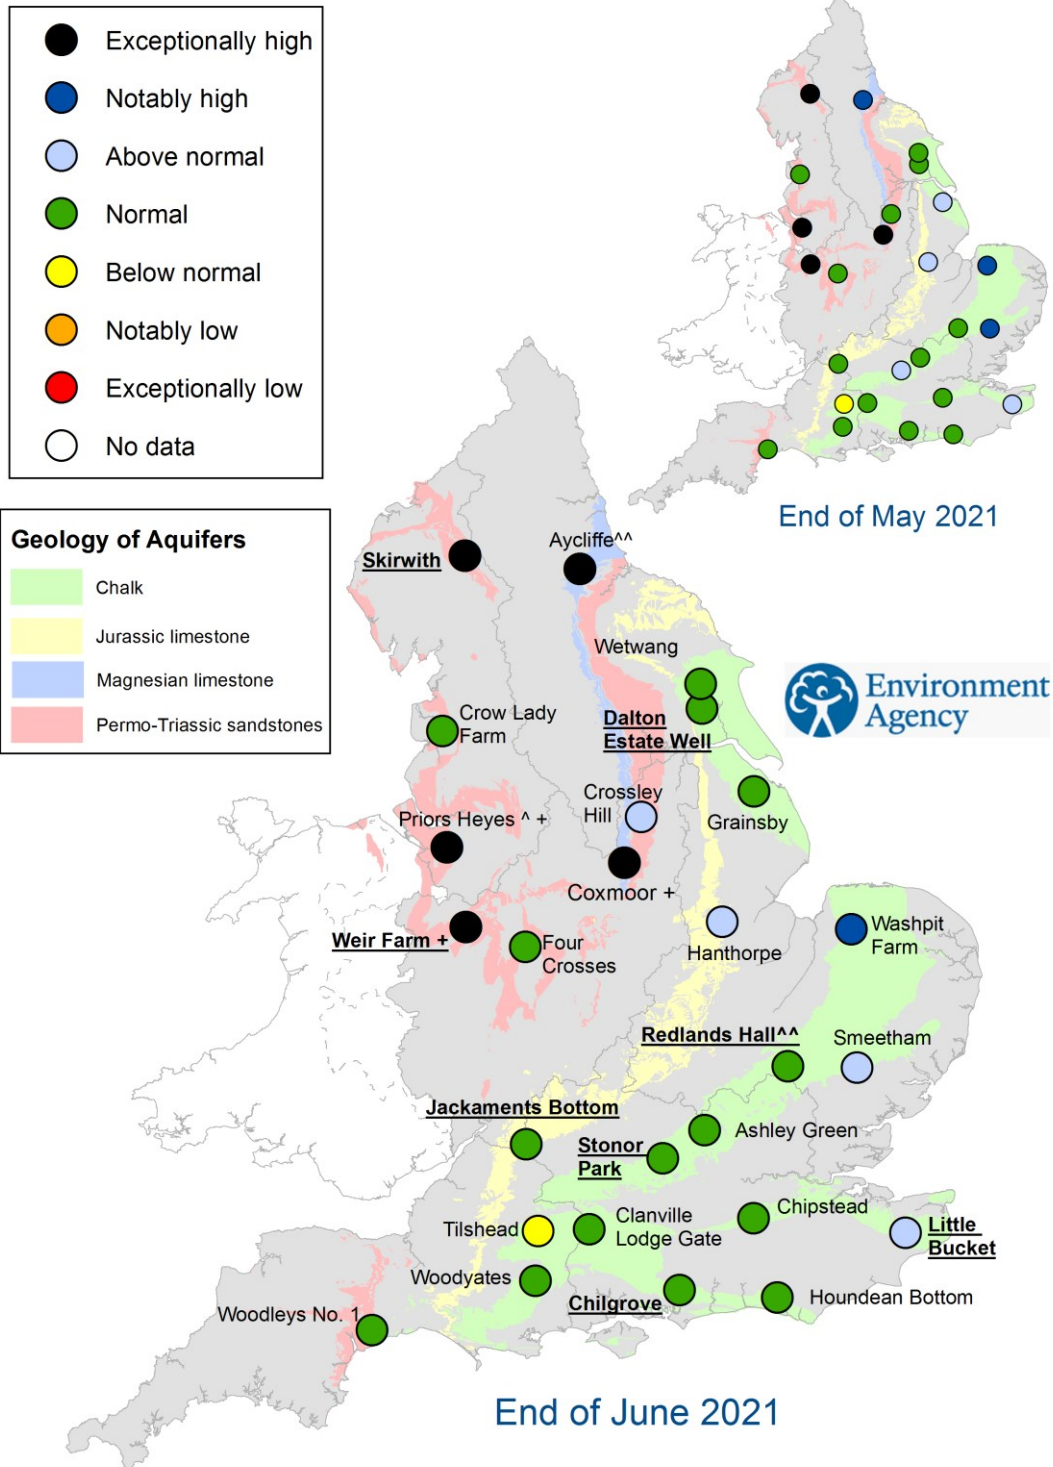 Exceptionally high
Notably high
Above normal
Normal
Below normal
Notably low
Exceptionally low
No data
End of May 2021
Geology of Aquifers
Chalk
Jurassic limestone
Magnesian limestone
Permo-Triassic sandstones
Skirwith
Aycliffe^^
Wetwang
Environment
Agency
Crow Lady
Farm
Dalton
Estate Well
Crossley
Hill
Priors Heyes ^ +
Grainsby
Coxmoor +
Weir Farm +
Four
Crosses
Hanthorpe
Washpit
Farm
Redlands Hall^^
Smeetham
Jackaments Bottom
Stonor
Park
Ashley Green
Tilshead
Clanville
Lodge Gate
Chipstead
Little
Bucket
Woodyates
Chilgrove
Houndean Bottom
Woodleys No. 1
End of June 2021